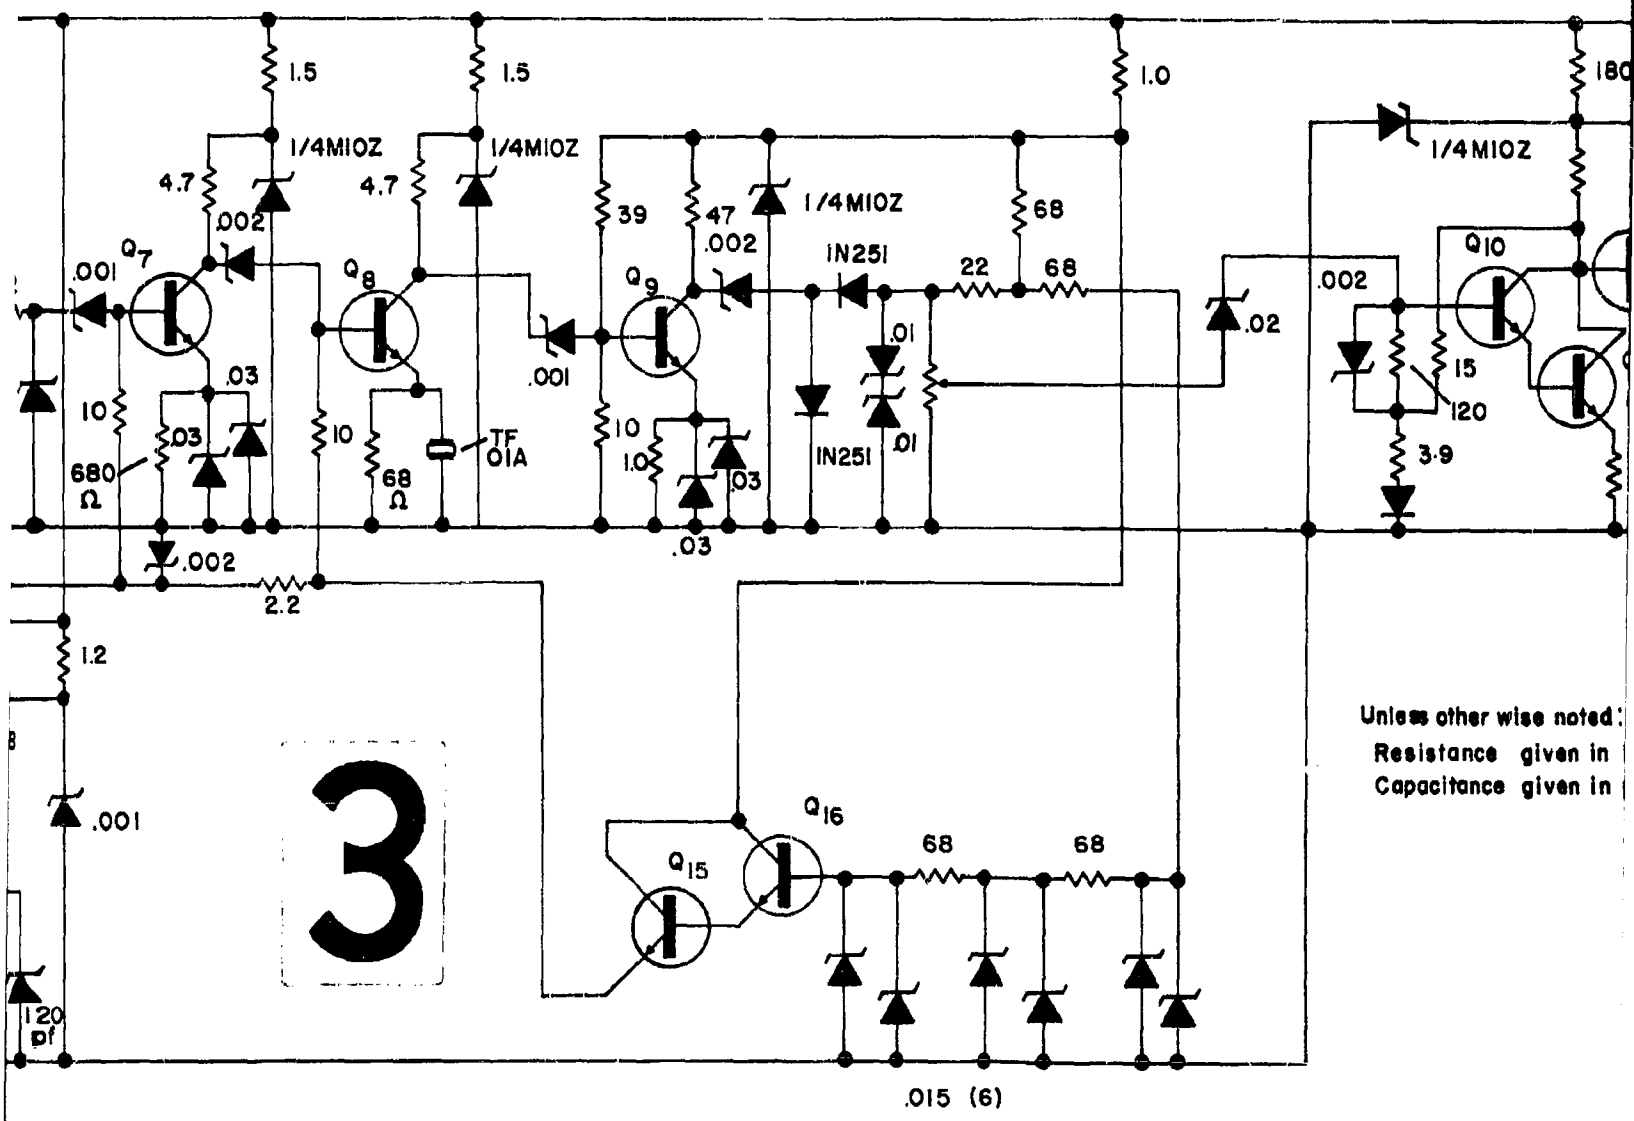 1.5
1.5
1.0
180
1/4M10Z
1/4M10Z
1/4M10Z
4.7
4.7
39
47
1/4M10Z
68
.002
.002
Q7
Q8
Q9
Q10
.001
1N251
22
68
.002
.02
.01
.001
.03
15
10
.03
10
TF
01A
10
1.0
1N251
.01
120
3.9
680
Ω
68
Ω
.03
.03
.002
2.2
1.2
Unless other wise noted:
Resistance given in
Capacitance given in
3
.001
Q16
Q15
68
68
120
pf
.015 (6)